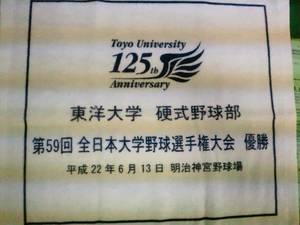 Toyo University
125th
Anniversary
東洋大学 硬式野球部
第59回 全日本大学野球選手権大会 優勝
平成22年6月13日 明治神宮野球場